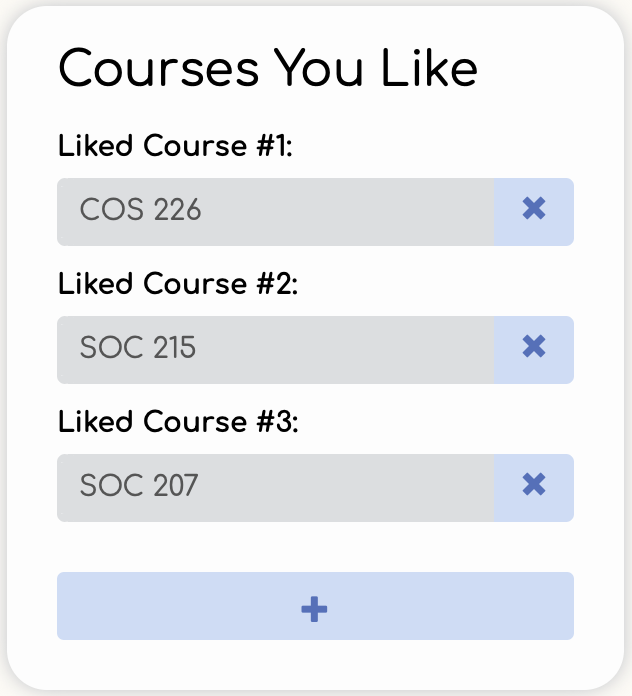 Courses You Like
Liked Course #1:
COS 226
Liked Course #2:
SOC 215
Liked Course #3:
SOC 207